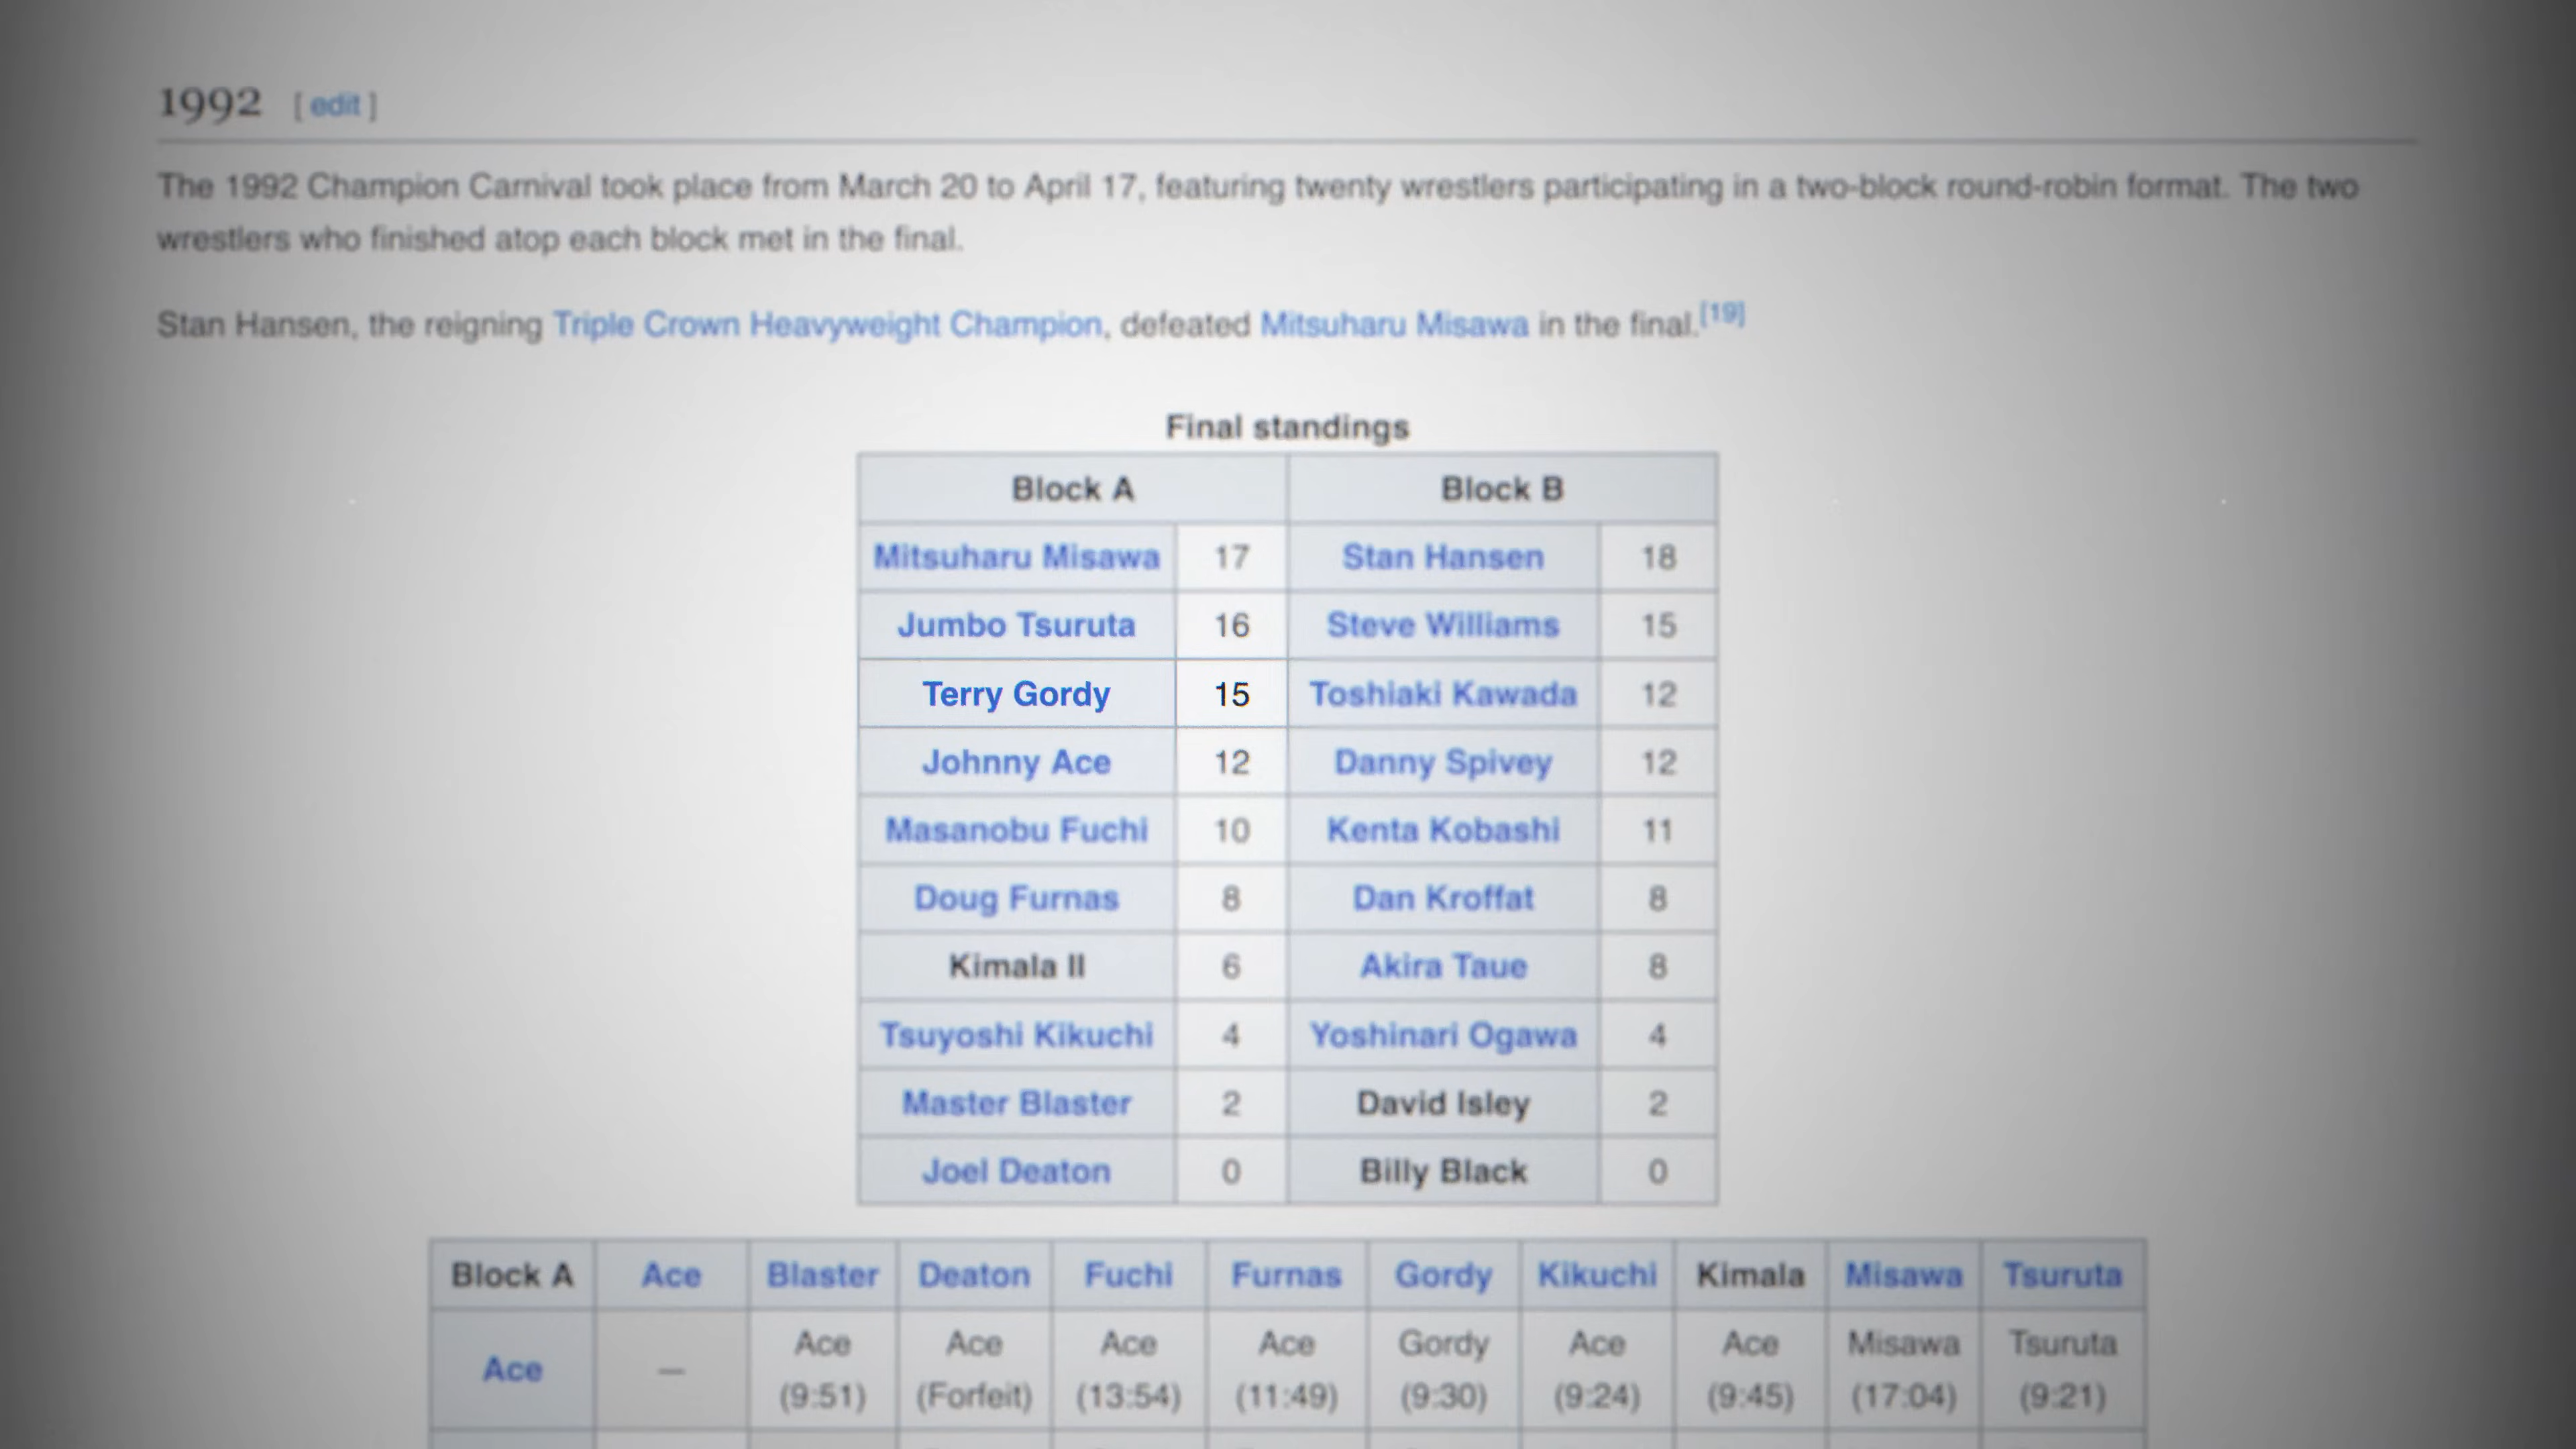 1992 [ edit ]
The 1992 Champion Carnival took place from March 20 to April 17, featuring twenty wrestlers participating in a two-block round-robin format. The two
wrestlers who finished atop each block met in the final.
Stan Hansen, the reigning Triple Crown Heavyweight Champion, defeated Mitsuharu Misawa in the final.[19]
Final standings
Block A Block B
Mitsuharu Misawa 17 Stan Hansen 18
Jumbo Tsuruta 16 Steve Williams 15
Terry Gordy 15 Toshiaki Kawada 12
Johnny Ace 12 Danny Spivey 12
Masanobu Fuchi 10 Kenta Kobashi 11
Doug Furnas 8 Dan Kroffat 8
Kimala II 6 Akira Taue 8
Tsuyoshi Kikuchi 4 Yoshinari Ogawa 4
Master Blaster 2 David Isley 2
Joel Deaton 0 Billy Black 0
Block A Ace Blaster Deaton Fuchi Furnas Gordy Kikuchi Kimala Misawa Tsuruta
Ace — Ace Ace Ace Ace Gordy Ace Ace Misawa Tsuruta
(9:51) (Forfeit) (13:54) (11:49) (9:30) (9:24) (9:45) (17:04) (9:21)